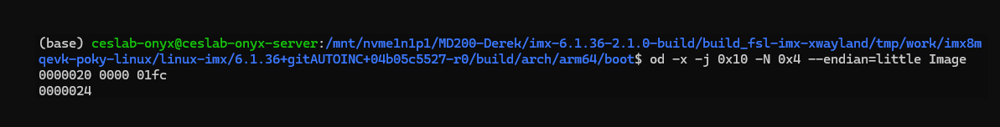 (base) ceslab-onyx@ceslab-onyx-server:/mnt/nvme1n1p1/MD200-Derek/imx-6.1.36-2.1.0-build/build_fsl-imx-xwayland/tmp/work/imx8m
qevk-poky-linux/linux-imx/6.1.36+gitAUTOINC+04b05c5527-r0/build/arch/arm64/boot$ od -x -j 0x10 -N 0x4 --endian=little Image
0000020 0000 01fc
0000024